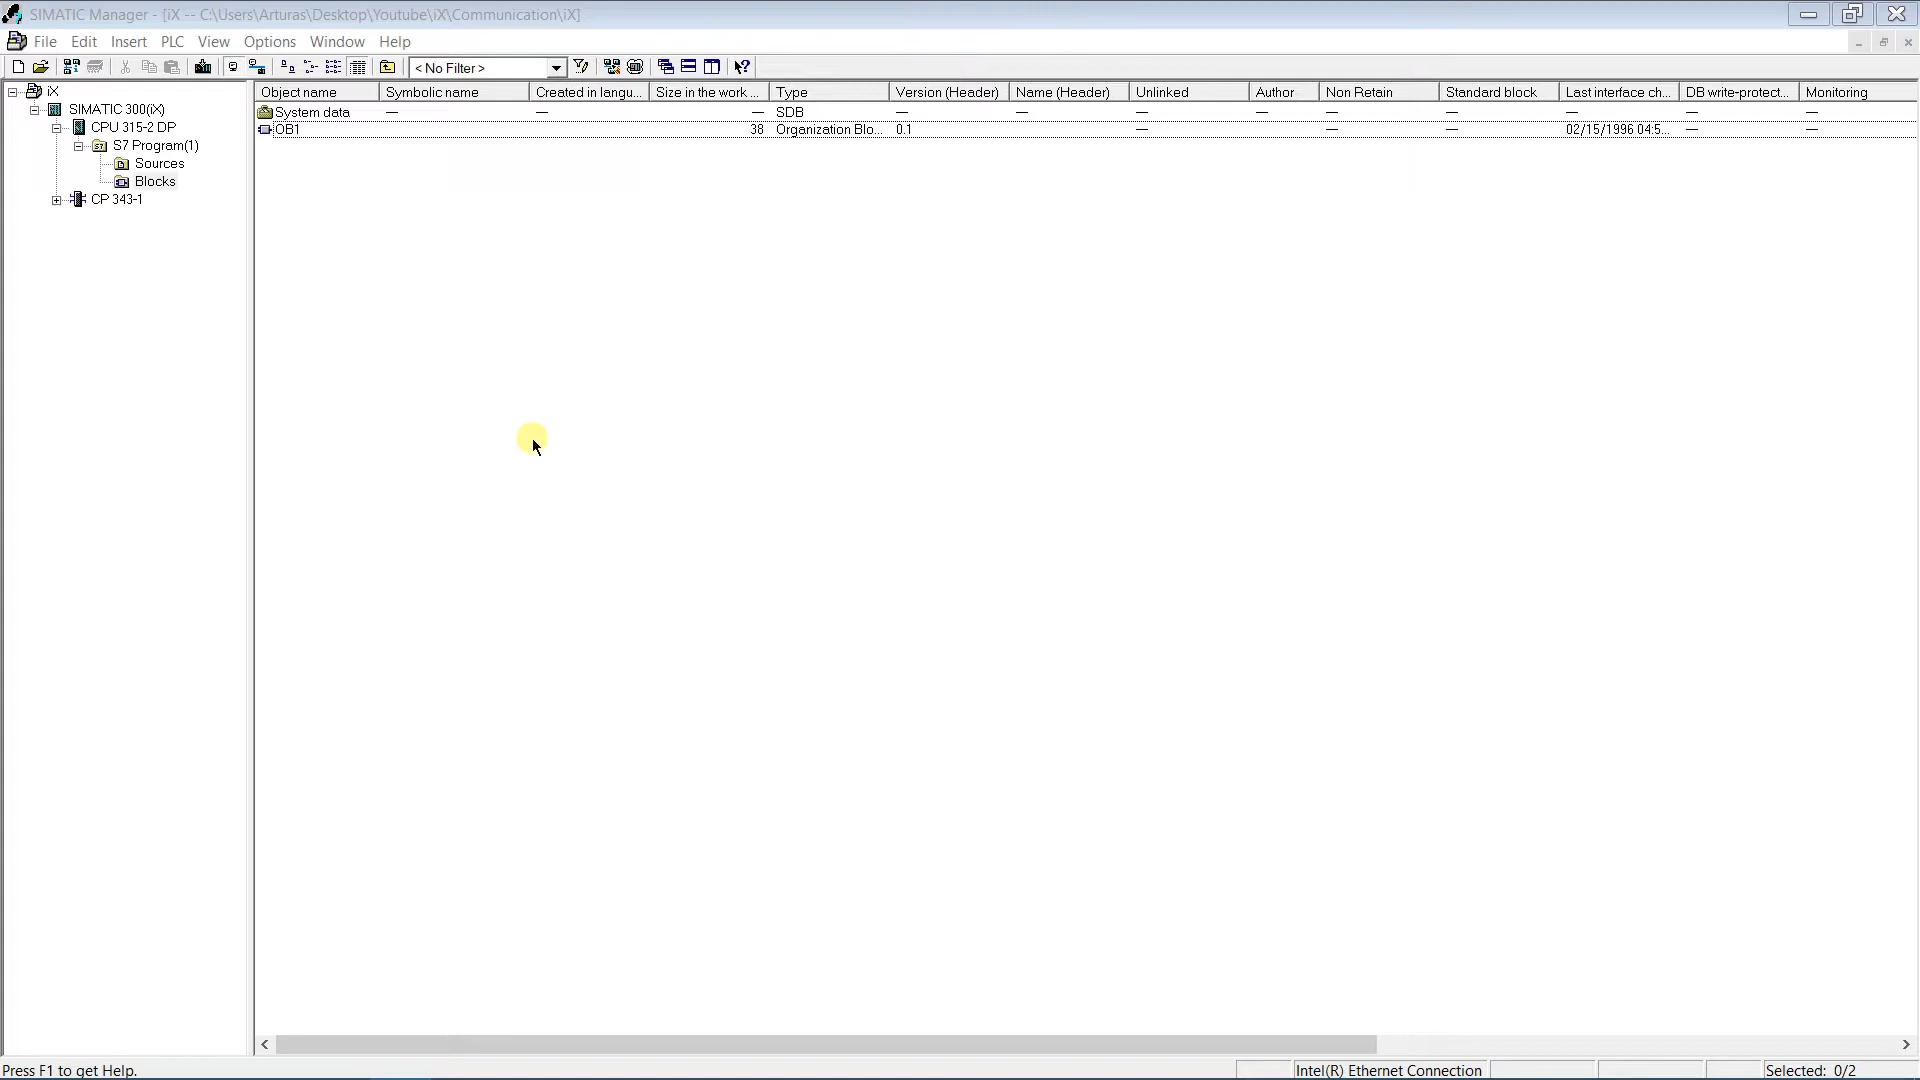 SIMATIC Manager - [iX -- C:\Users\Arturas\Desktop\Youtube\iX\Communication\iX]
File Edit Insert PLC View Options Window Help
< No Filter >
iX
SIMATIC 300(iX)
CPU 315-2 DP
S7 Program(1)
Sources
Blocks
CP 343-1
Object name Symbolic name Created in langu... Size in the work ... Type Version (Header) Name (Header) Unlinked Author Non Retain Standard block Last interface ch... DB write-protect... Monitoring
System data — — — SDB — — — — — — — — —
OB1 38 Organization Blo... 0.1 — — — 02/15/1996 04:5... — —
Press F1 to get Help.
Intel(R) Ethernet Connection
Selected: 0/2